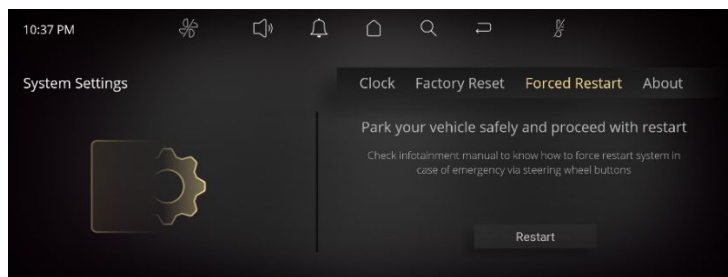 10:37 PM
System Settings
Clock Factory Reset Forced Restart About
Park your vehicle safely and proceed with restart
Check infotainment manual to know how to force restart system in
case of emergency via steering wheel buttons
Restart